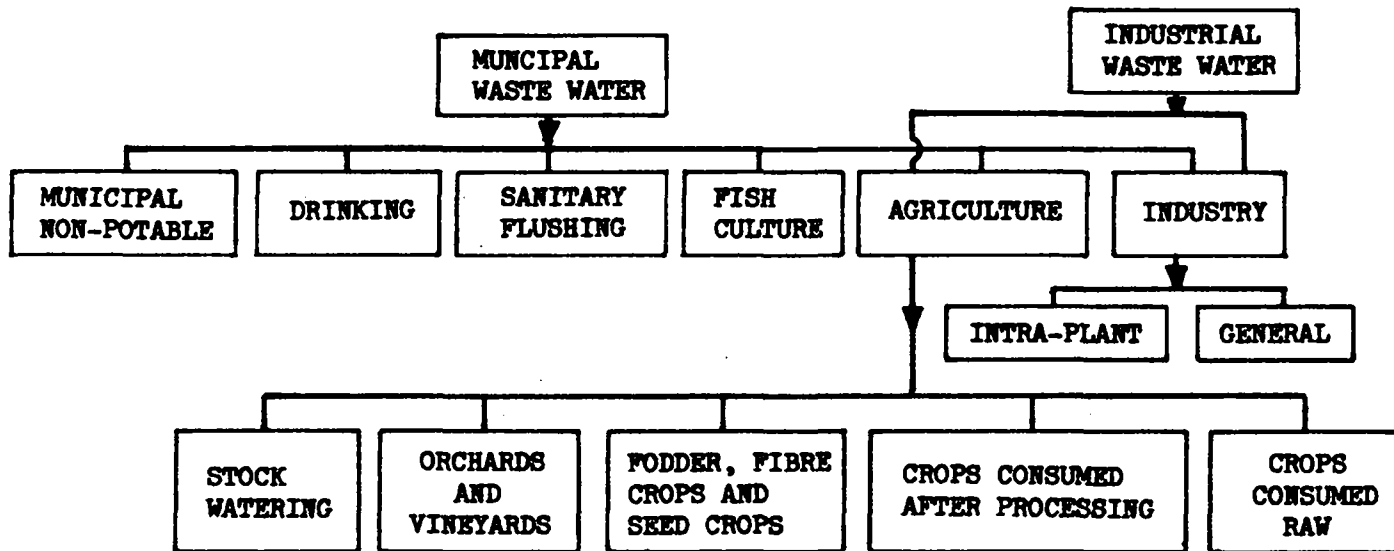 MUNCIPAL
WASTE WATER
INDUSTRIAL
WASTE WATER
MUNICIPAL
NON-POTABLE
DRINKING
SANITARY
FLUSHING
FISH
CULTURE
AGRICULTURE
INDUSTRY
INTRA-PLANT
GENERAL
STOCK
WATERING
ORCHARDS
AND
VINEYARDS
FODDER, FIBRE
CROPS AND
SEED CROPS
CROPS CONSUMED
AFTER PROCESSING
CROPS
CONSUMED
RAW